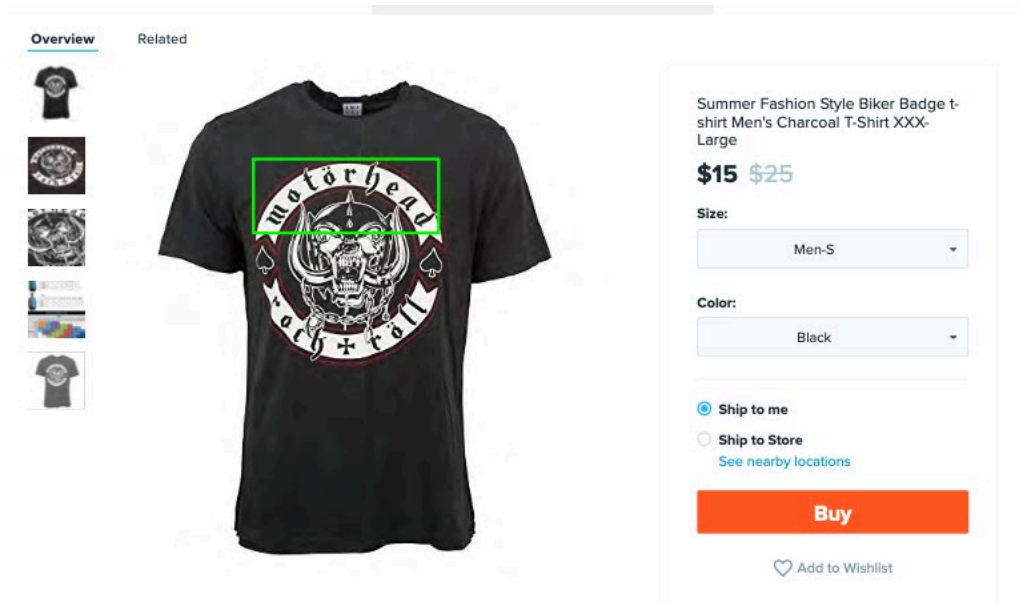 Overview
Related
motörhead
rock röll
Summer Fashion Style Biker Badge t-
shirt Men's Charcoal T-Shirt XXX-
Large
$15 $25
Size:
Men-S
Color:
Black
Ship to me
Ship to Store
See nearby locations
Buy
Add to Wishlist